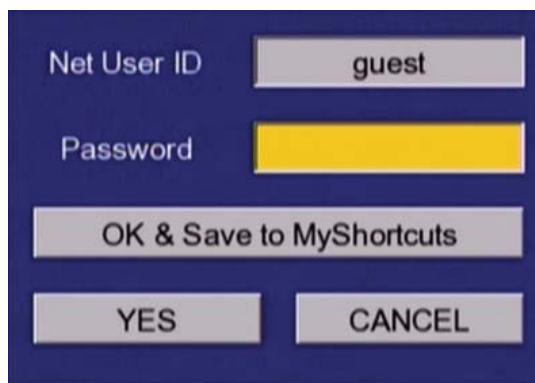 Net User ID guest
Password
OK & Save to MyShortcuts
YES CANCEL